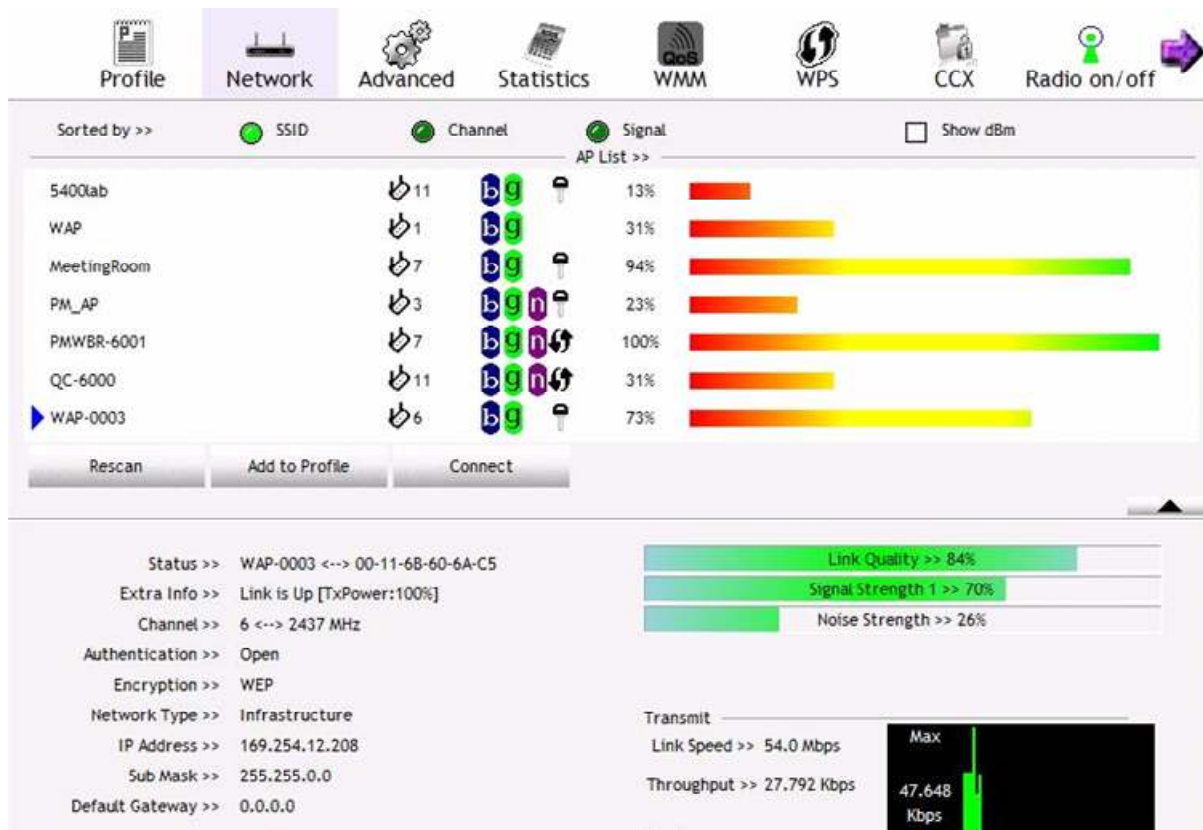 Profile Network Advanced Statistics QoS WMM WPS CCX Radio on/off
Sorted by >> SSID Channel Signal Show dBm
AP List >>
5400lab 11 b g 13%
WAP 1 b g 31%
MeetingRoom 7 b g 94%
PM_AP 3 b g n 23%
PMWBR-6001 7 b g n 100%
QC-6000 11 b g n 31%
WAP-0003 6 b g 73%
Rescan Add to Profile Connect
Status >> WAP-0003 <--> 00-11-6B-60-6A-C5
Extra Info >> Link is Up [TxPower:100%]
Channel >> 6 <--> 2437 MHz
Authentication >> Open
Encryption >> WEP
Network Type >> Infrastructure
IP Address >> 169.254.12.208
Sub Mask >> 255.255.0.0
Default Gateway >> 0.0.0.0
Link Quality >> 84%
Signal Strength 1 >> 70%
Noise Strength >> 26%
Transmit
Link Speed >> 54.0 Mbps
Throughput >> 27.792 Kbps
Max
47.648
Kbps